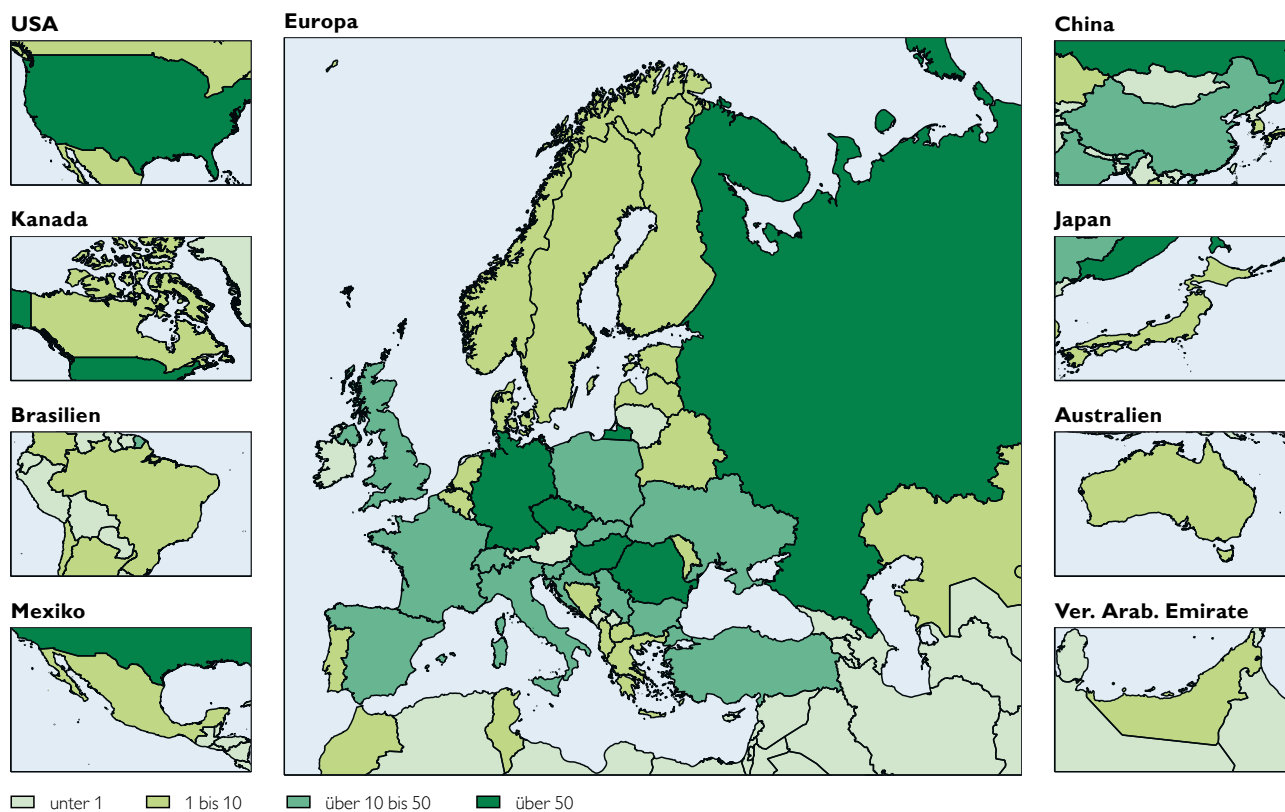 USA
Europa
China
Kanada
Japan
Brasilien
Australien
Mexiko
Ver. Arab. Emirate
unter 1
1 bis 10
über 10 bis 50
über 50